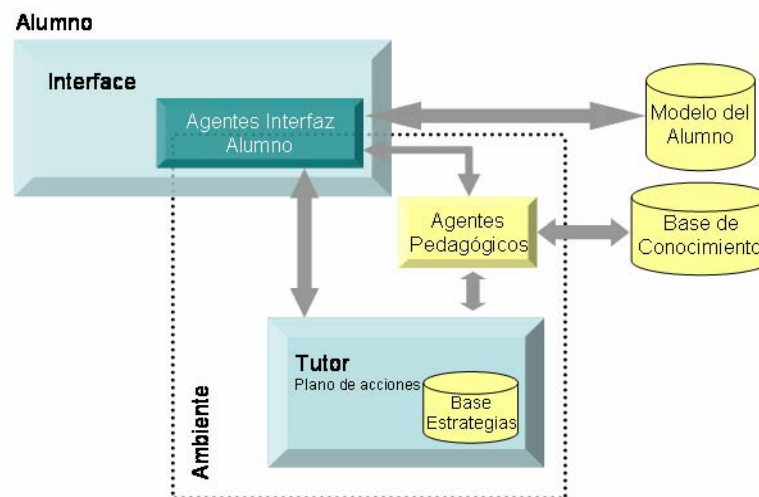 Alumno
Interface
Agentes Interfaz
Alumno
Modelo del
Alumno
Agentes
Pedagógicos
Base de
Conocimiento
Tutor
Plano de acciones
Base
Estrategias
Ambiente